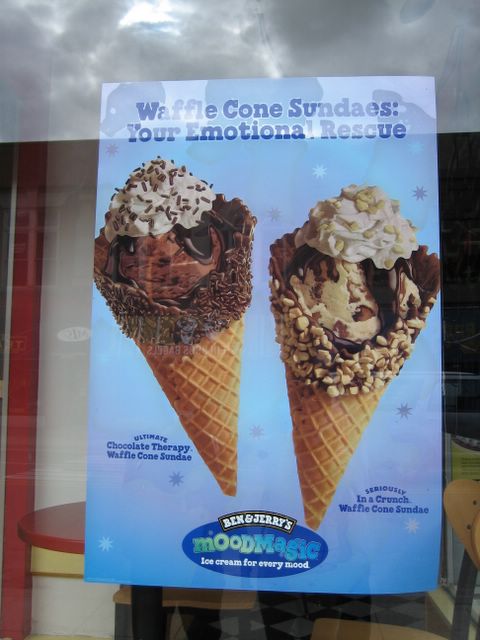 Waffle Cone Sundaes:
Your Emotional Rescue
ULTIMATE
Chocolate Therapy
Waffle Cone Sundae
SERIOUSLY
In a Crunch
Waffle Cone Sundae
BEN & JERRY'S
MOODMAGIC
Ice cream for every mood